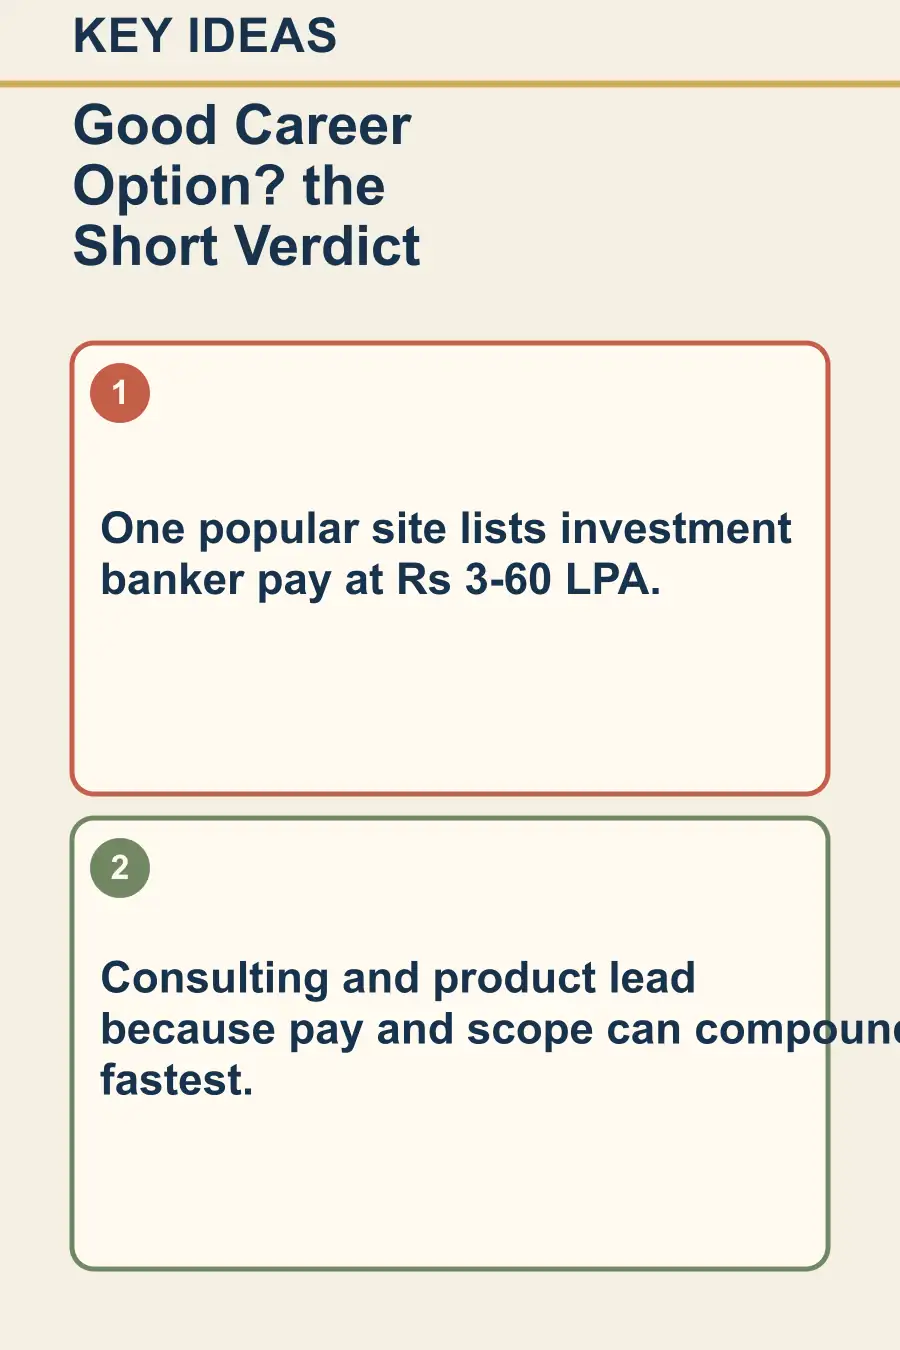 KEY IDEAS
Good Career
Option? the
Short Verdict
1
One popular site lists investment
banker pay at Rs 3-60 LPA.
2
Consulting and product lead
because pay and scope can compound
fastest.